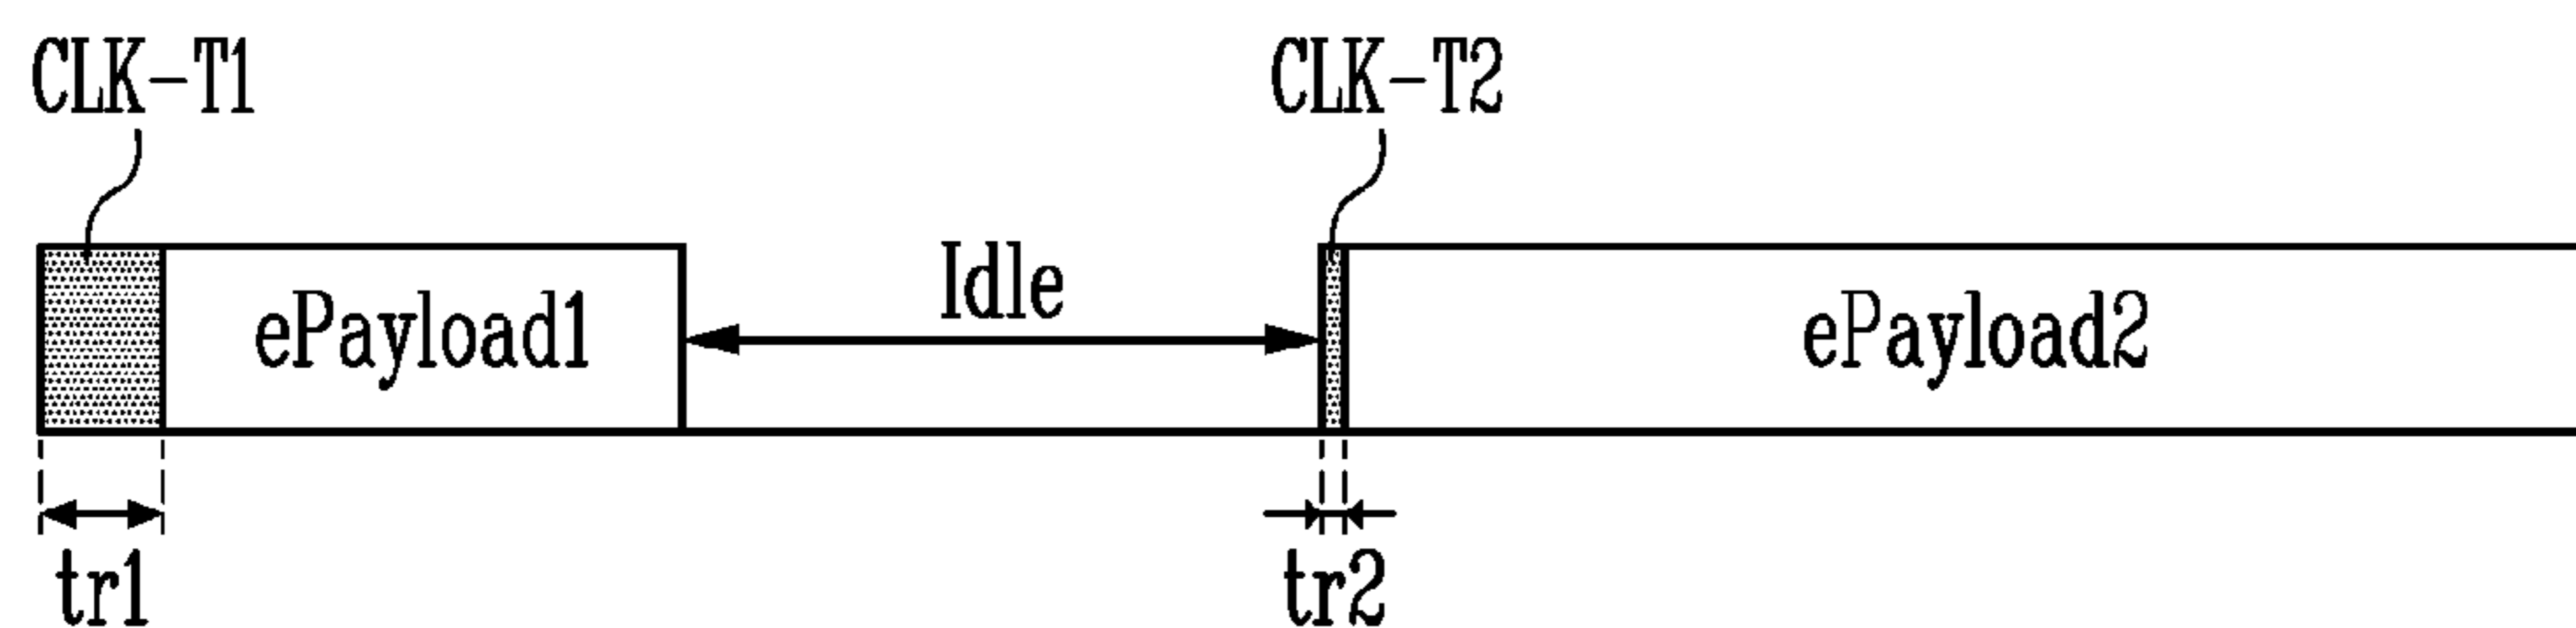 CLK-T1
CLK-T2
ePayload1
Idle
ePayload2
tr1
tr2